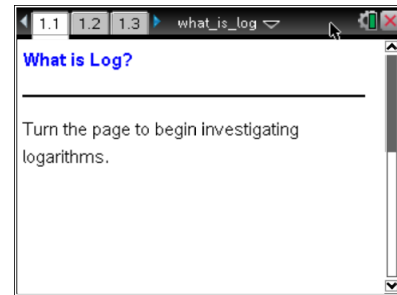 1.1 1.2 1.3 what_is_log
What is Log?
Turn the page to begin investigating
logarithms.